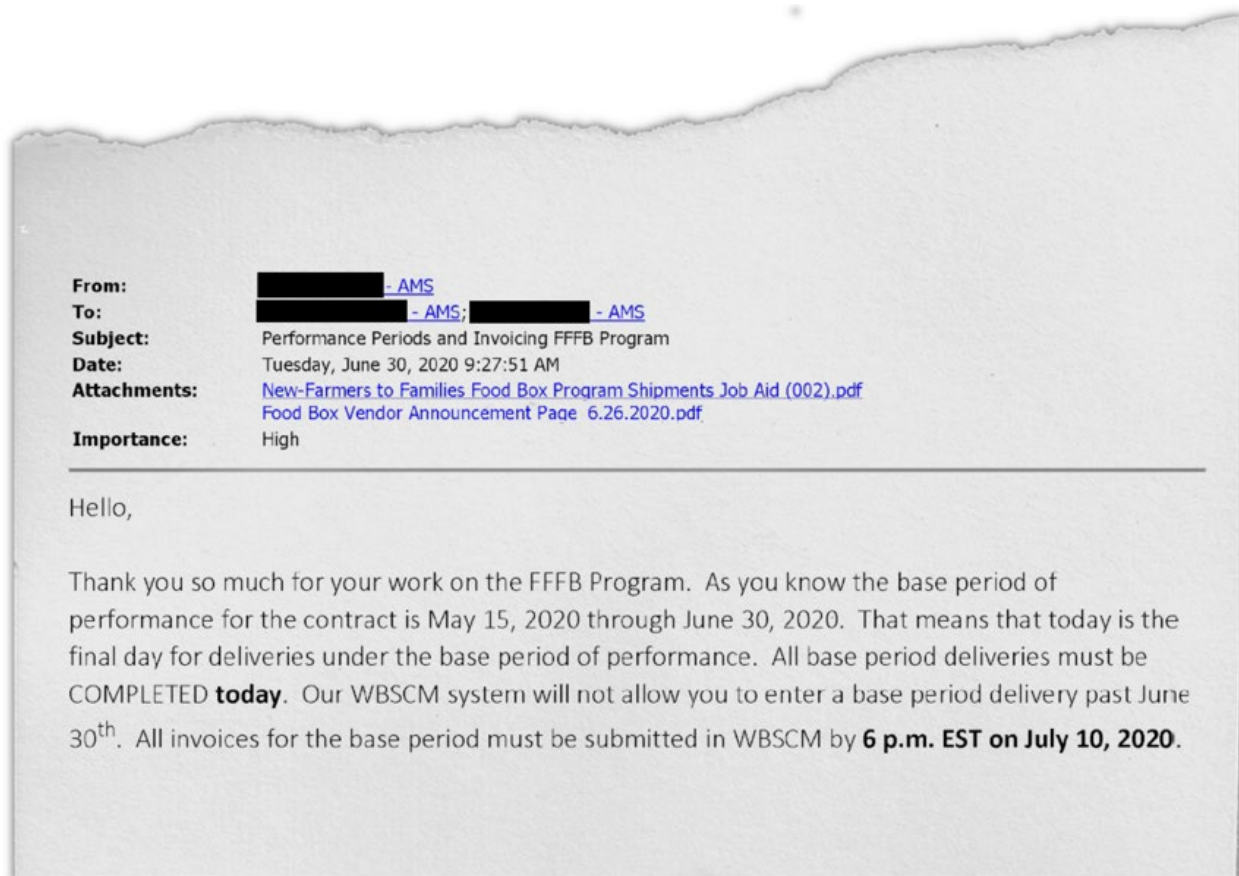 From: - AMS
To: - AMS; - AMS
Subject: Performance Periods and Invoicing FFFB Program
Date: Tuesday, June 30, 2020 9:27:51 AM
Attachments: New-Farmers to Families Food Box Program Shipments Job Aid (002).pdf
Food Box Vendor Announcement Page 6.26.2020.pdf
Importance: High
Hello,
Thank you so much for your work on the FFFB Program. As you know the base period of
performance for the contract is May 15, 2020 through June 30, 2020. That means that today is the
final day for deliveries under the base period of performance. All base period deliveries must be
COMPLETED today. Our WBSCM system will not allow you to enter a base period delivery past June
30th. All invoices for the base period must be submitted in WBSCM by 6 p.m. EST on July 10, 2020.